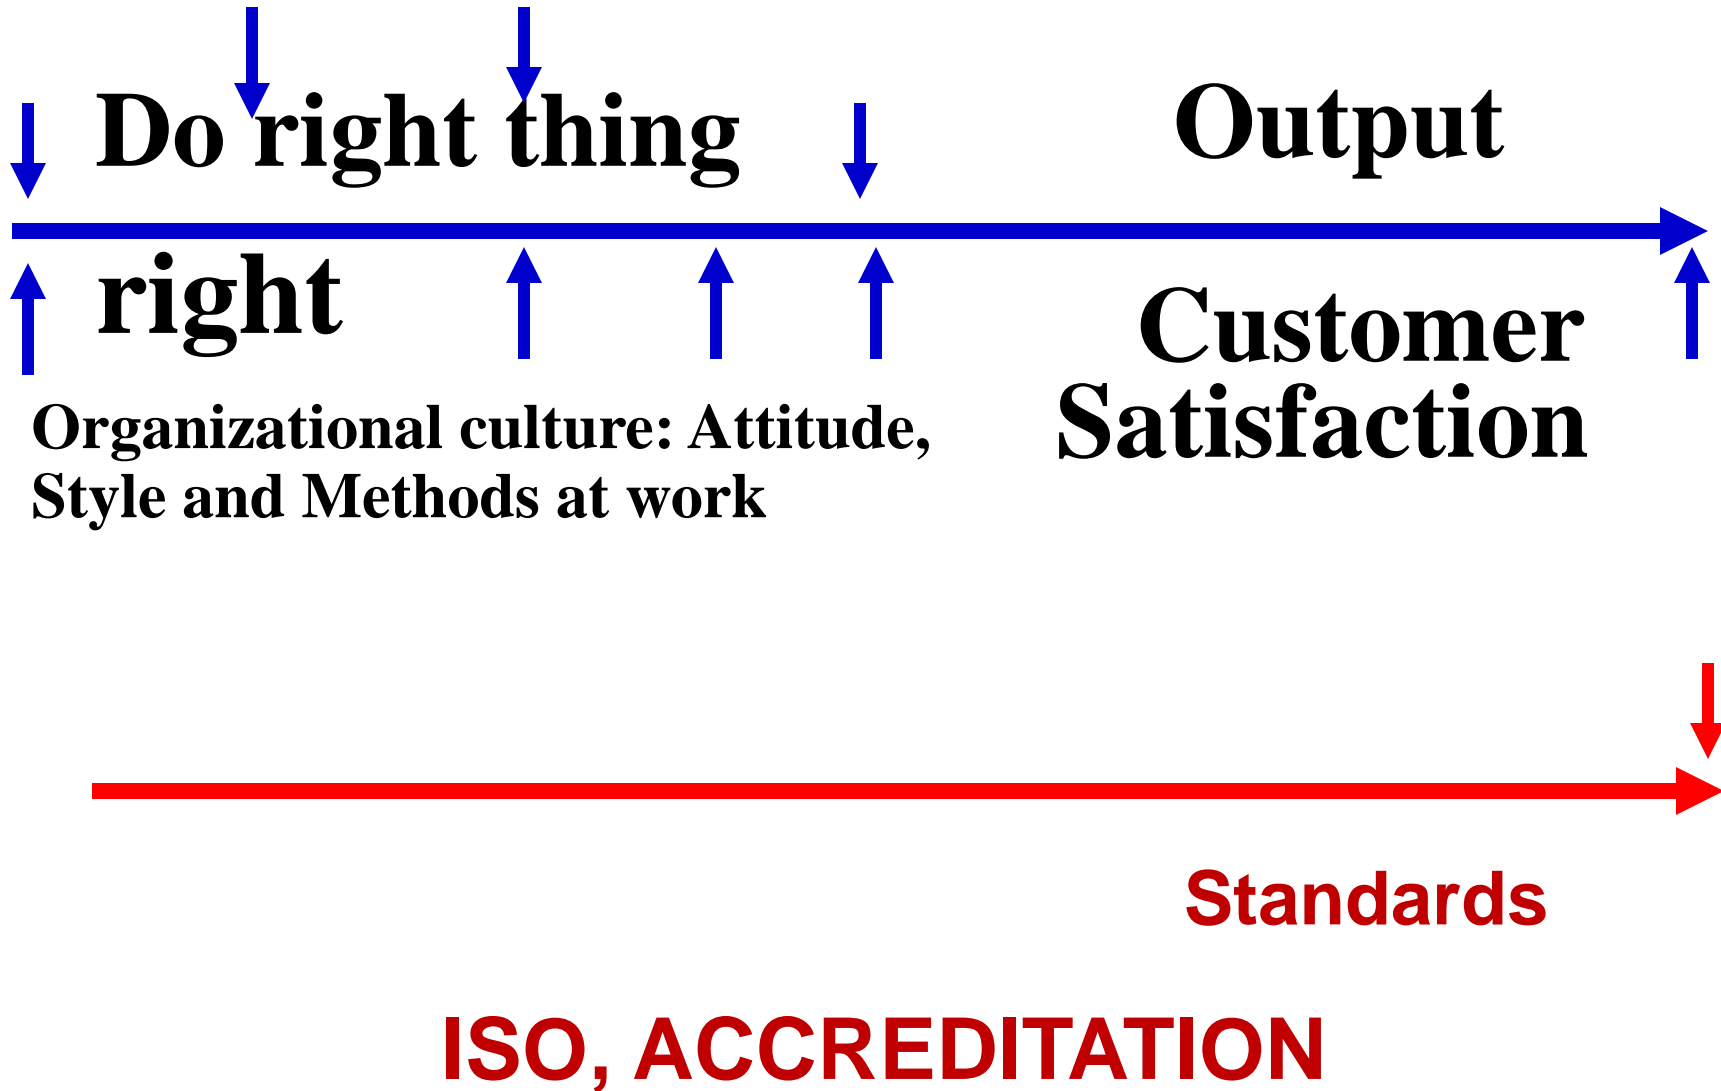 Do right thing
right
Output
Customer
Satisfaction
Organizational culture: Attitude,
Style and Methods at work
Standards
ISO, ACCREDITATION